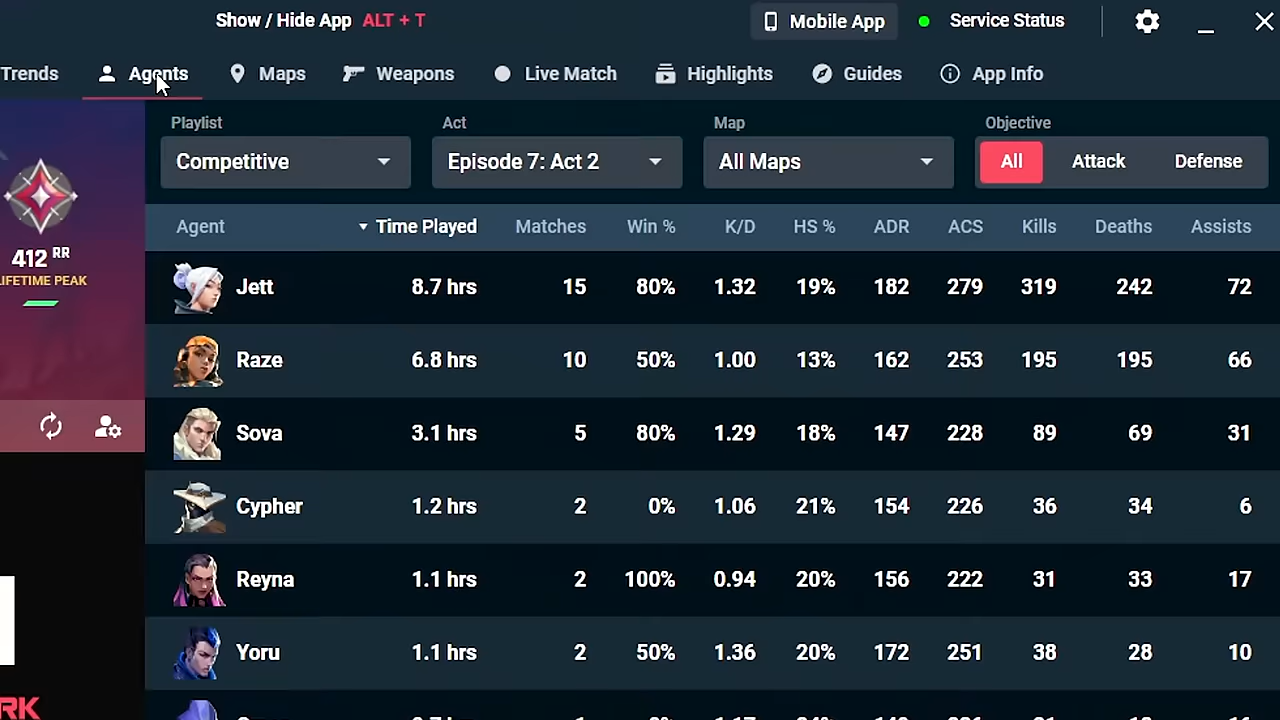 Show / Hide App ALT + T Mobile App Service Status
Trends Agents Maps Weapons Live Match Highlights Guides App Info
Playlist Act Map Objective
Competitive Episode 7: Act 2 All Maps All Attack Defense
412 RR
LIFETIME PEAK
Agent Time Played Matches Win % K/D HS % ADR ACS Kills Deaths Assists
Jett 8.7 hrs 15 80% 1.32 19% 182 279 319 242 72
Raze 6.8 hrs 10 50% 1.00 13% 162 253 195 195 66
Sova 3.1 hrs 5 80% 1.29 18% 147 228 89 69 31
Cypher 1.2 hrs 2 0% 1.06 21% 154 226 36 34 6
Reyna 1.1 hrs 2 100% 0.94 20% 156 222 31 33 17
Yoru 1.1 hrs 2 50% 1.36 20% 172 251 38 28 10
RK